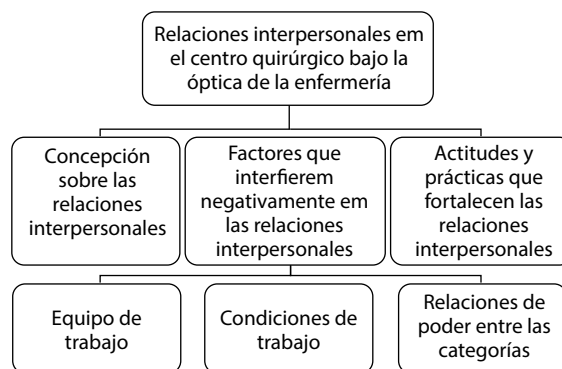 Relaciones interpersonales em
el centro quirúrgico bajo la
óptica de la enfermería
Concepción
sobre las
relaciones
interpersonales
Factores que
interfierem
negativamente em
las relaciones
interpersonales
Actitudes y
prácticas que
fortalecen las
relaciones
interpersonales
Equipo de
trabajo
Condiciones de
trabajo
Relaciones de
poder entre las
categorías